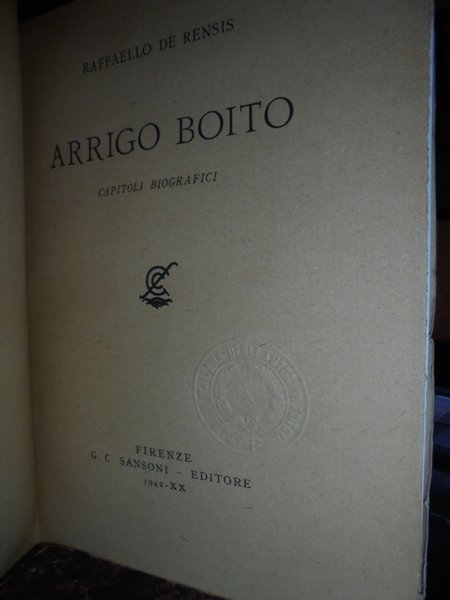 RAFFAELLO DE RENSIS
ARRIGO BOITO
CAPITOLI BIOGRAFICI
FIRENZE
G. C. SANSONI – EDITORE
1942-XX